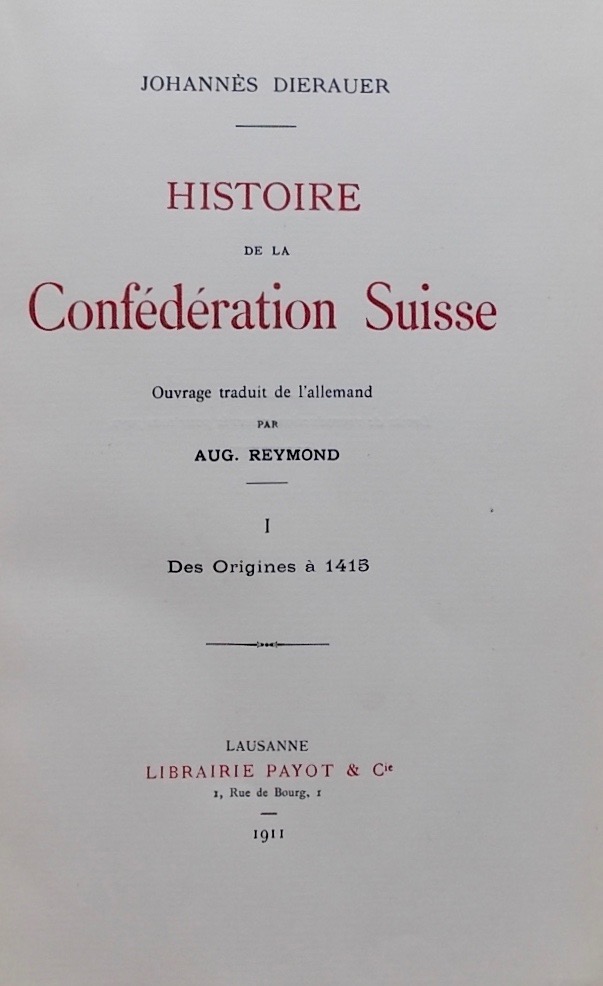 JOHANNÈS DIERAUER
HISTOIRE
DE LA
Confédération Suisse
Ouvrage traduit de l'allemand
PAR
AUG. REYMOND
I
Des Origines à 1415
LAUSANNE
LIBRAIRIE PAYOT & Cie
1, Rue de Bourg, 1
1911